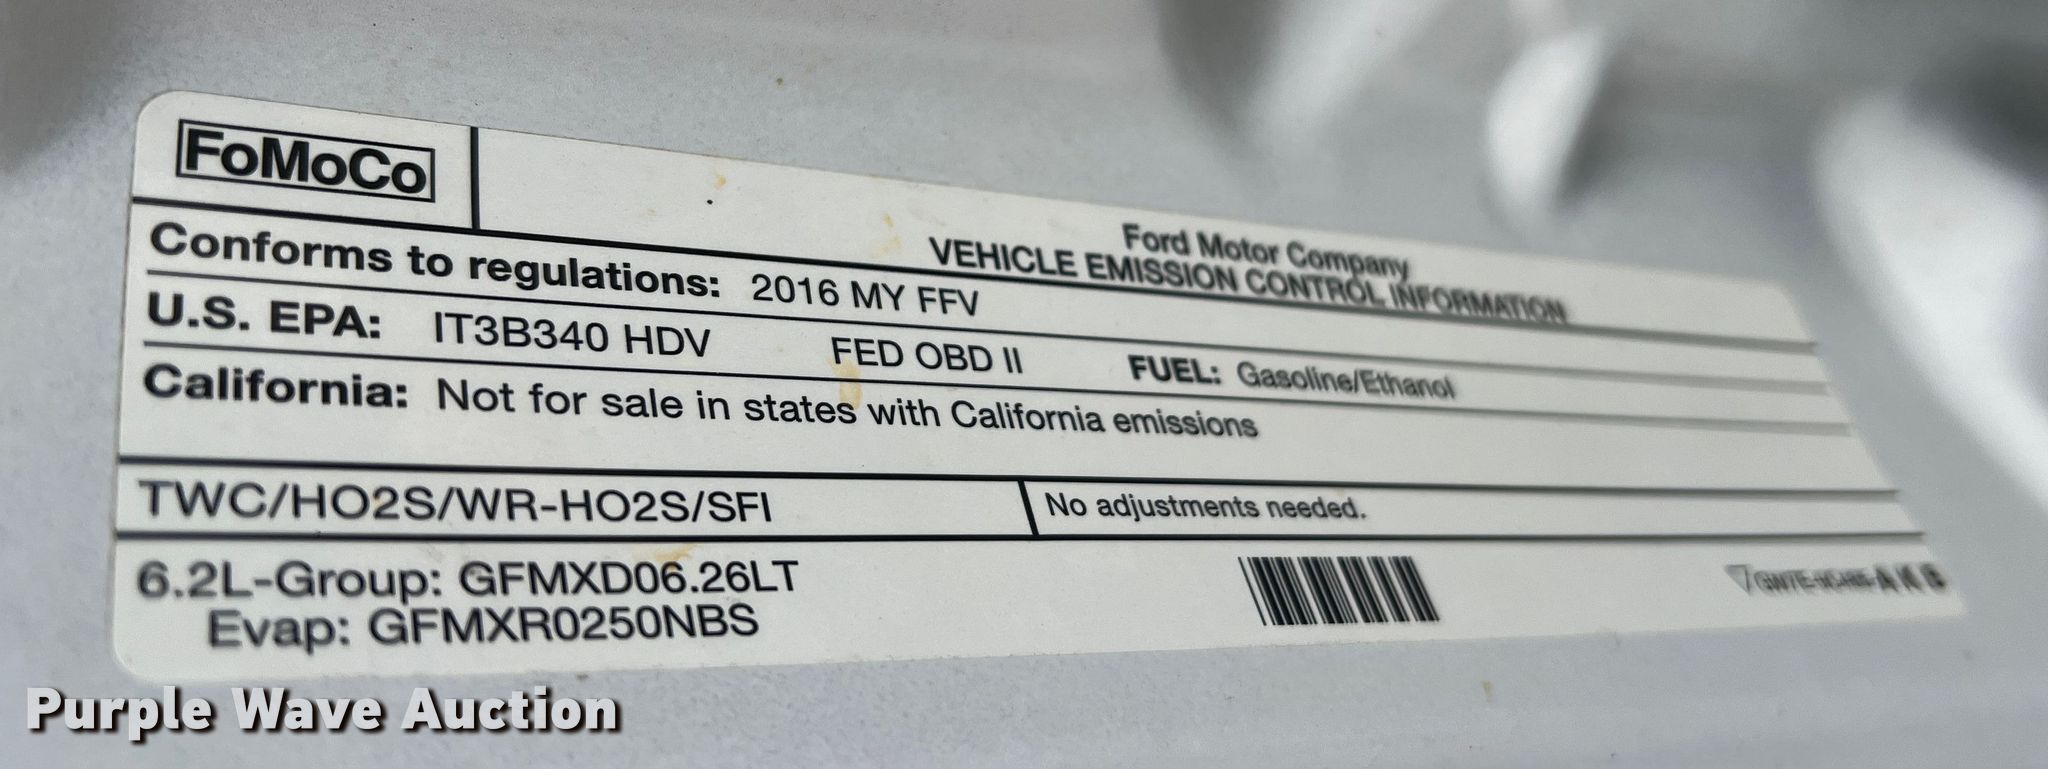 FoMoCo
Ford Motor Company
VEHICLE EMISSION CONTROL INFORMATION
Conforms to regulations: 2016 MY FFV
U.S. EPA: IT3B340 HDV FED OBD II FUEL: Gasoline/Ethanol
California: Not for sale in states with California emissions
TWC/HO2S/WR-HO2S/SFI
No adjustments needed.
6.2L-Group: GFMXD06.26LT
Evap: GFMXR0250NBS
Purple Wave Auction